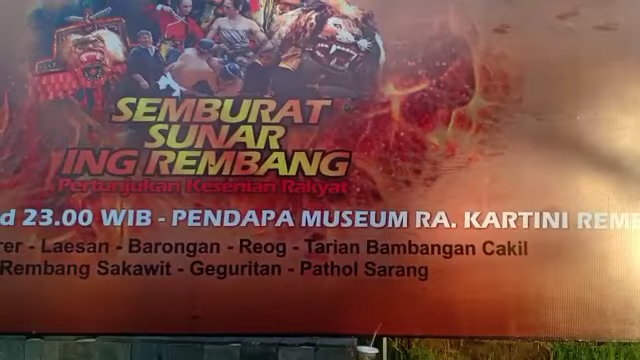 SEMBURAT
SUNAR
ING REMBANG
Pertunjukan Kesenian Rakyat
d 23.00 WIB - PENDAPA MUSEUM RA. KARTINI REME
rer - Laesan - Barongan - Reog - Tarian Bambangan Cakil
Rembang Sakawit - Geguritan - Pathol Sarang